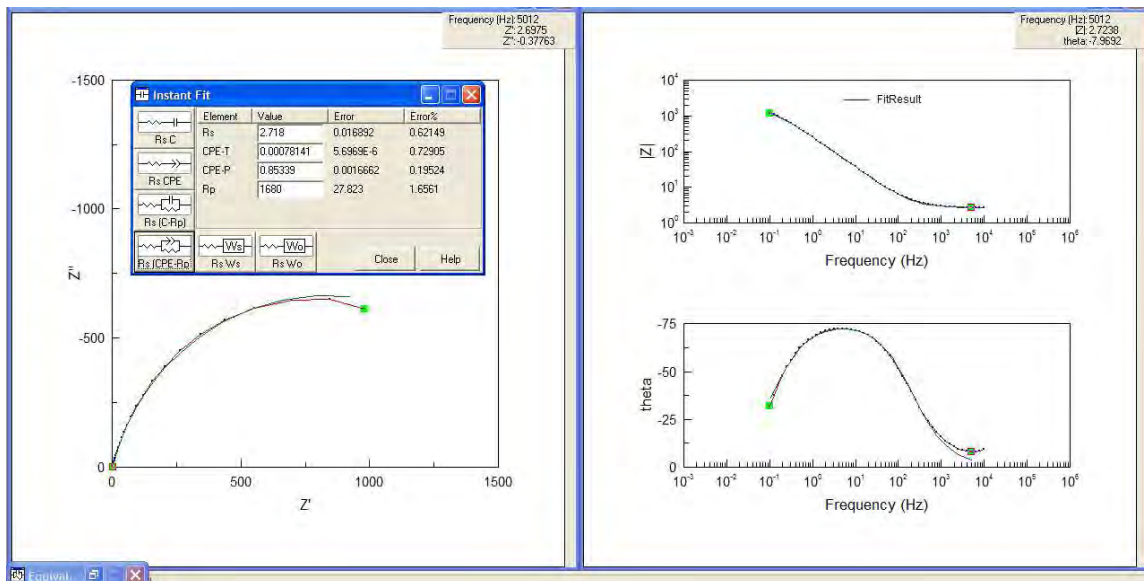 Frequency (Hz): 5012
Z': 2.6975
Z'': -0.37763
-1500
-1000
-500
0
Z''
0
500
1000
1500
Z'
Instant Fit
Rs C
Rs CPE
Rs (C-Rp)
Rs (CPE-Rp
Rs Ws
Rs Wo
Element Value Error Error%
Rs 2.718 0.016892 0.62149
CPE-T 0.00078141 5.6969E-6 0.72905
CPE-P 0.85339 0.0016662 0.19524
Rp 1680 27.823 1.6561
Close Help
Equival...
Frequency (Hz): 5012
|Z|: 2.7238
theta: -7.9692
10⁴
10³
10²
10¹
10⁰
|Z|
FitResult
10⁻³ 10⁻² 10⁻¹ 10⁰ 10¹ 10² 10³ 10⁴ 10⁵ 10⁶
Frequency (Hz)
-75
-50
-25
0
theta
10⁻³ 10⁻² 10⁻¹ 10⁰ 10¹ 10² 10³ 10⁴ 10⁵ 10⁶
Frequency (Hz)